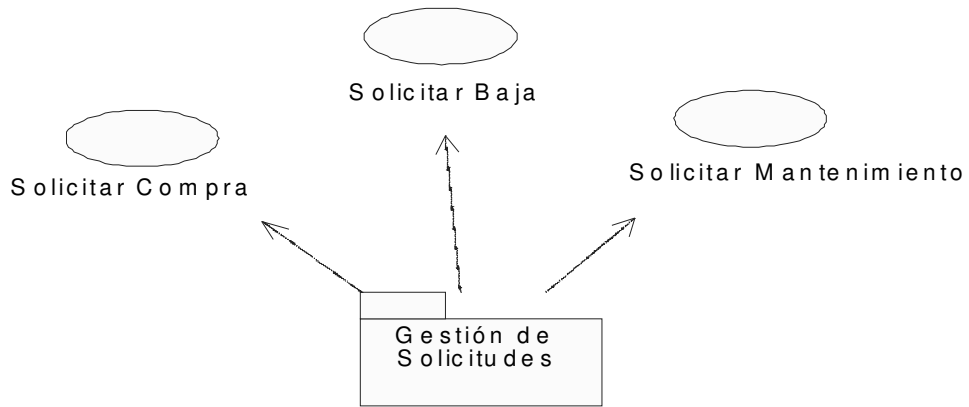 Solicitar Baja
Solicitar Compra
Solicitar Mantenimiento
Gestión de
Solicitudes